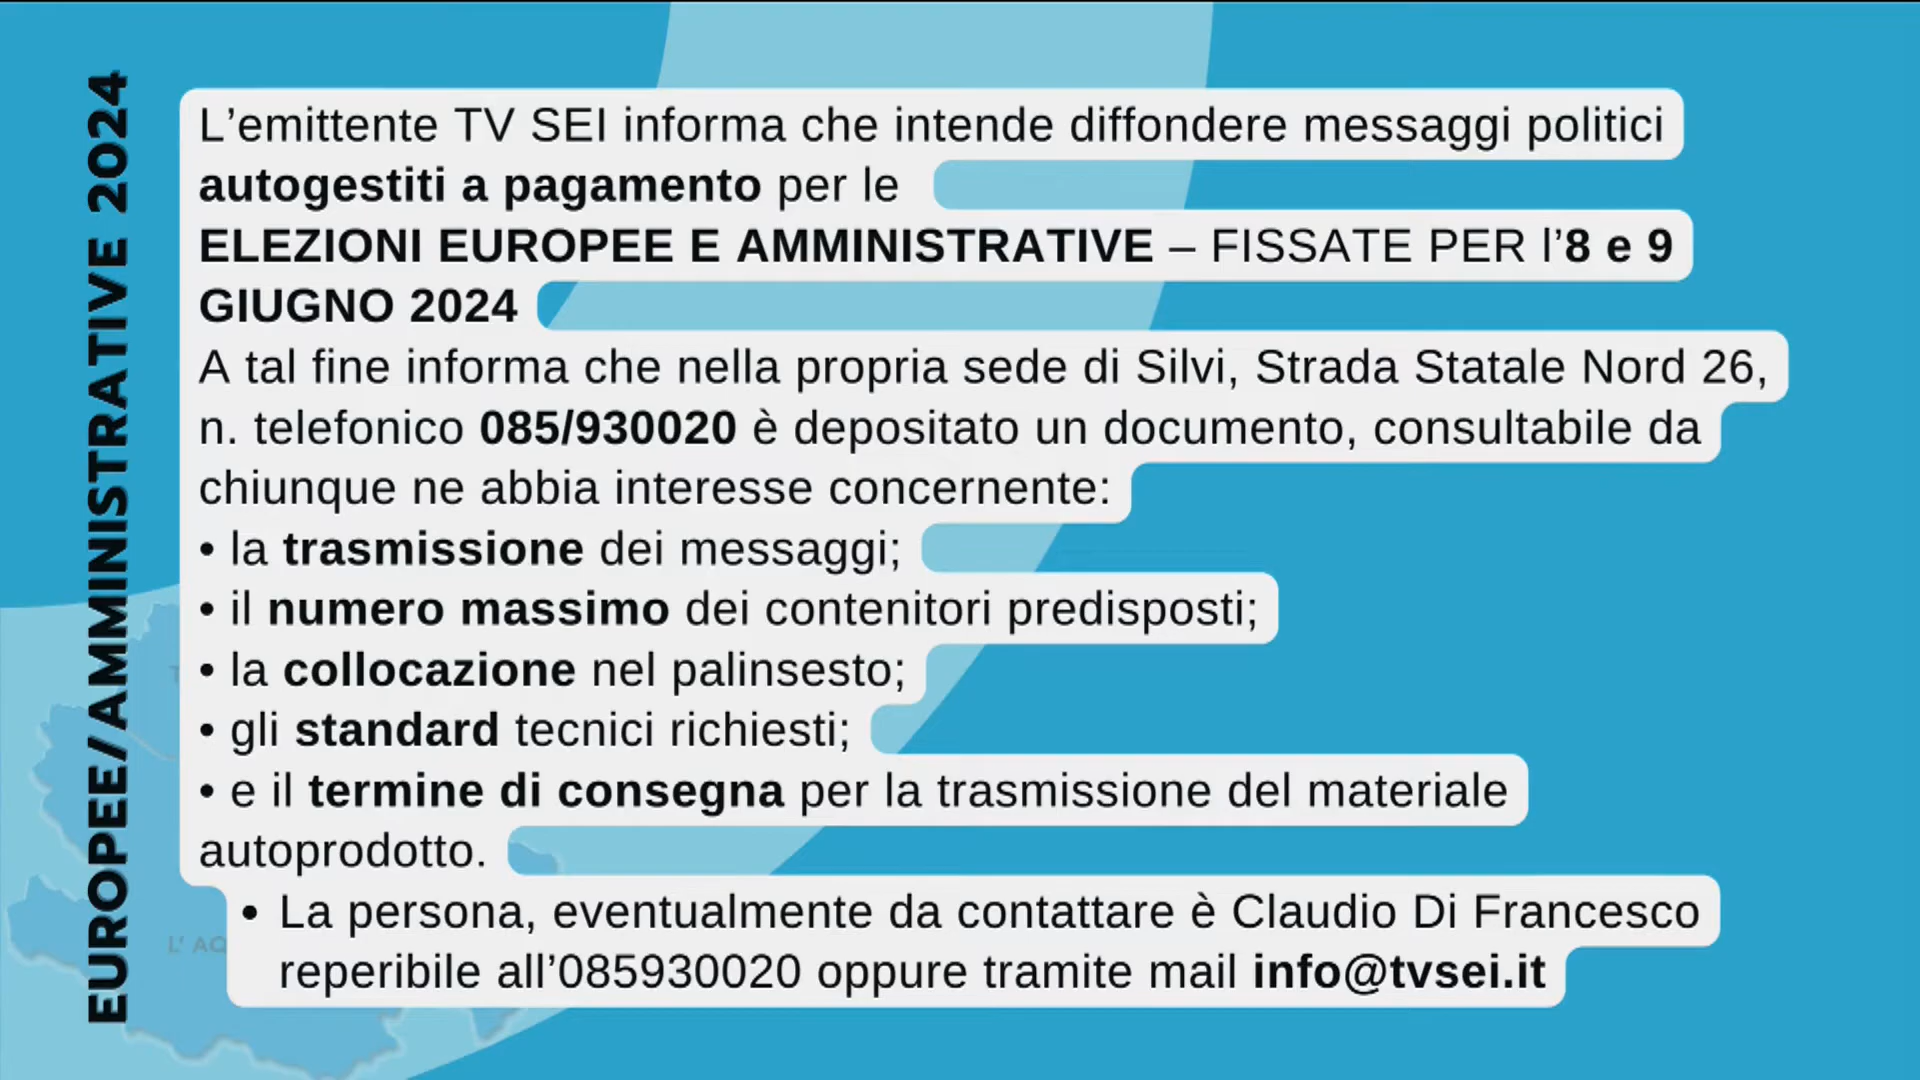 EUROPEE/AMMINISTRATIVE 2024
L’emittente TV SEI informa che intende diffondere messaggi politici
autogestiti a pagamento per le
ELEZIONI EUROPEE E AMMINISTRATIVE – FISSATE PER l’8 e 9
GIUGNO 2024
A tal fine informa che nella propria sede di Silvi, Strada Statale Nord 26,
n. telefonico 085/930020 è depositato un documento, consultabile da
chiunque ne abbia interesse concernente:
• la trasmissione dei messaggi;
• il numero massimo dei contenitori predisposti;
• la collocazione nel palinsesto;
• gli standard tecnici richiesti;
• e il termine di consegna per la trasmissione del materiale
autoprodotto.
• La persona, eventualmente da contattare è Claudio Di Francesco
reperibile all’085930020 oppure tramite mail info@tvsei.it